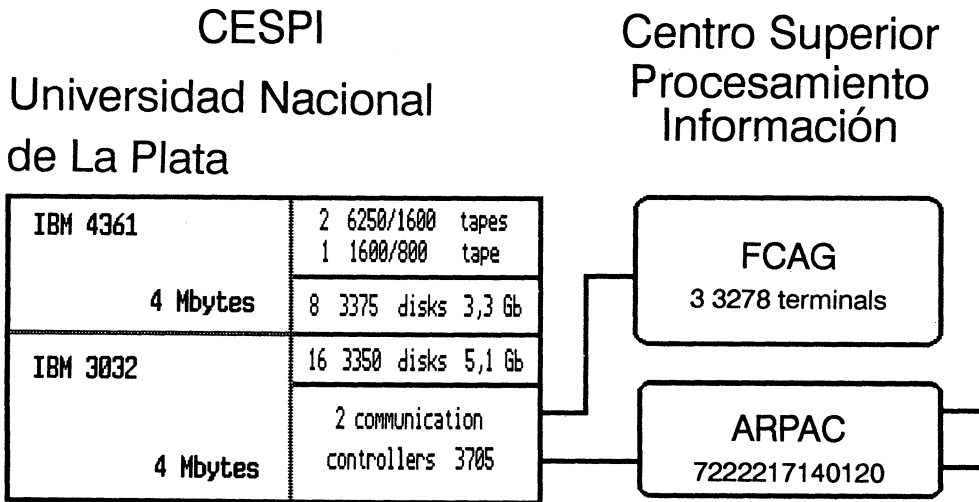 CESPI
Universidad Nacional
de La Plata
Centro Superior
Procesamiento
Información
IBM 4361
4 Mbytes
2 6250/1600 tapes
1 1600/800 tape
8 3375 disks 3,3 Gb
IBM 3032
4 Mbytes
16 3350 disks 5,1 Gb
2 communication
controllers 3705
FCAG
3 3278 terminals
ARPAC
7222217140120